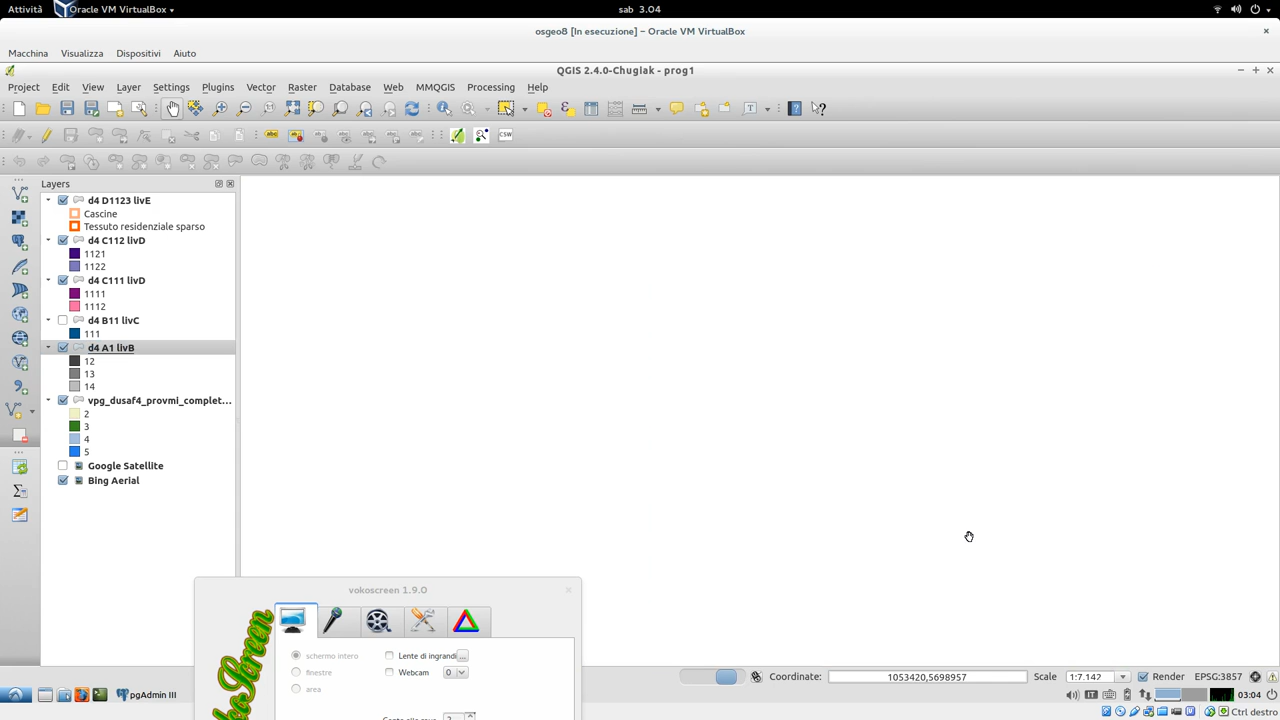 Attività Oracle VM VirtualBox sab 3.04
osgeo8 [In esecuzione] – Oracle VM VirtualBox
Macchina Visualizza Dispositivi Aiuto
QGIS 2.4.0-Chugiak - prog1
Project Edit View Layer Settings Plugins Vector Raster Database Web MMQGIS Processing Help
CSW
Layers
d4 D1123 livE
Cascine
Tessuto residenziale sparso
d4 C112 livD
1121
1122
d4 C111 livD
1111
1112
d4 B11 livC
111
d4 A1 livB
12
13
14
vpg_dusaf4_provmi_complet...
2
3
4
5
Google Satellite
Bing Aerial
vokoscreen 1.9.0
schermo intero Lente di ingrandi ...
finestre Webcam 0
area
Coordinate: 1053420,5698957 Scale 1:7.142 Render EPSG:3857
pgAdmin III IT 03:04
Ctrl destro